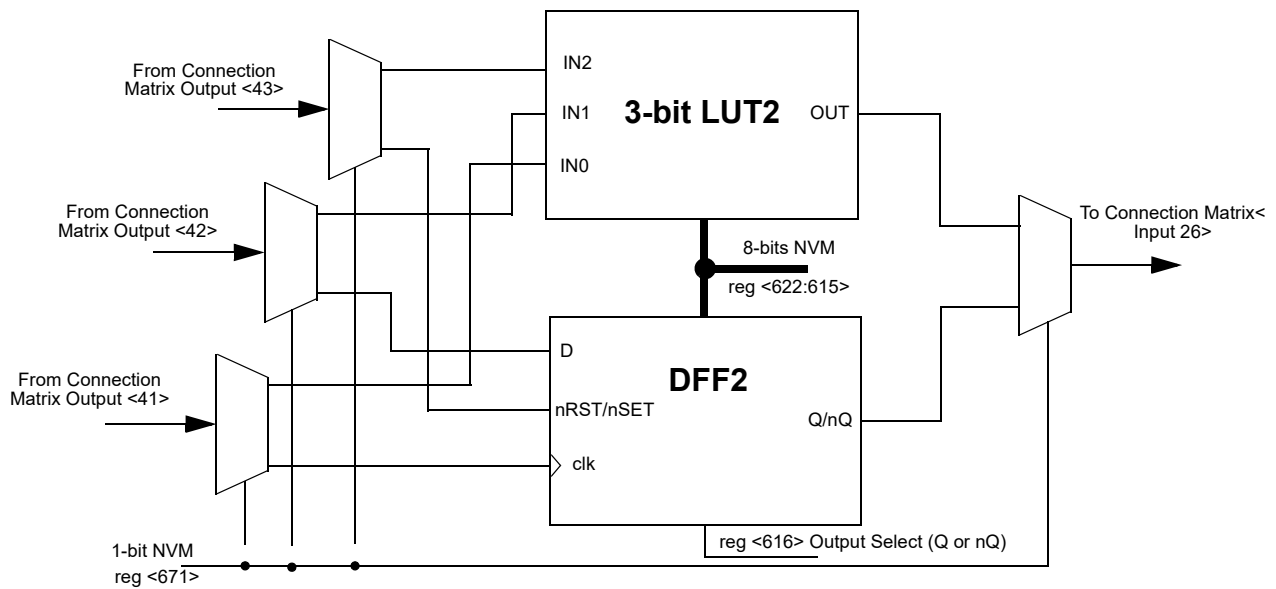 From Connection
Matrix Output <43>
IN2
IN1
IN0
3-bit LUT2
OUT
From Connection
Matrix Output <42>
To Connection Matrix<
Input 26>
8-bits NVM
reg <622:615>
From Connection
Matrix Output <41>
D
DFF2
nRST/nSET
Q/nQ
clk
reg <616> Output Select (Q or nQ)
1-bit NVM
reg <671>